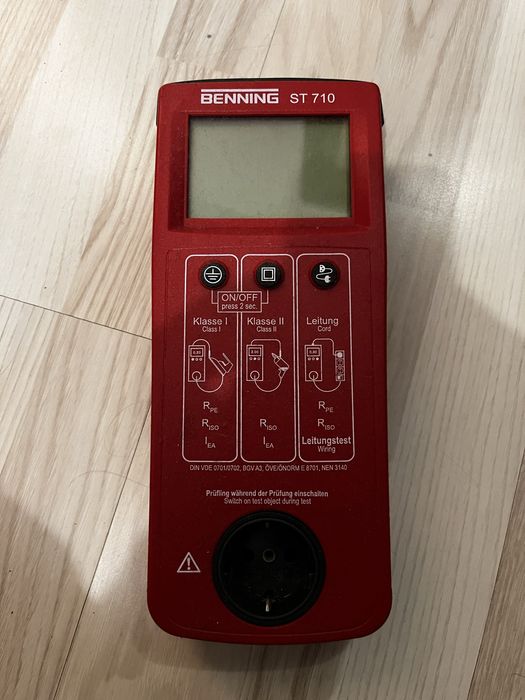 BENNING ST 710
ON/OFF
press 2 sec.
Klasse I
Class I
Klasse II
Class II
Leitung
Cord
RPE
RISO
IEA
RISO
IEA
RPE
RISO
Leitungstest
Wiring
DIN VDE 0701/0702, BGV A3, ÖVE/ÖNORM E 8701, NEN 3140
Prüfling während der Prüfung einschalten
Switch on test object during test